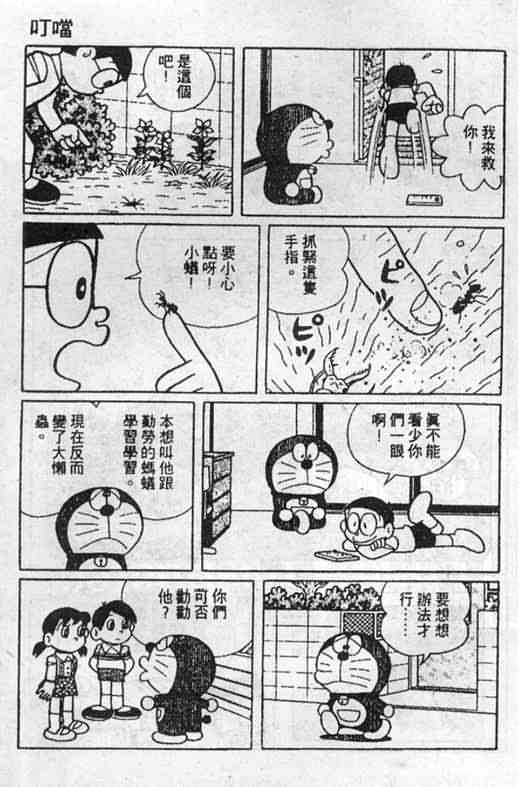 叮噹
我來救
你！
是這個
吧！
抓緊這隻
手指。
ピッ
ピッ
要小心
點呀！
小蟻！
真不能
看少你
們一眼
啊！
本想叫他跟
勤勞的螞蟻
學習學習。
現在反而
變了大懶
蟲。
要想想
辦法才
行……
你們
可否
勸勸
他？